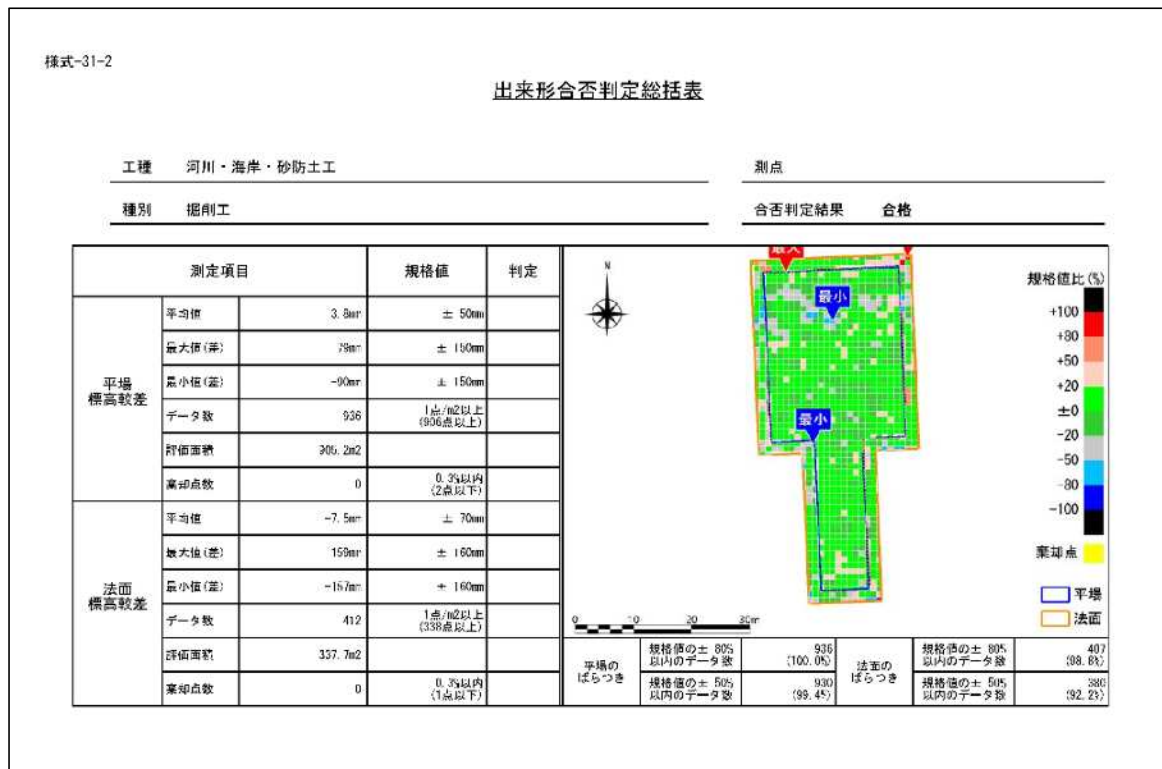 様式-31-2
出来形合否判定総括表
工種 河川・海岸・砂防土工
測点
種別 掘削工
合否判定結果 合格
測定項目 規格値 判定
平場
標高較差
平均値 3.8mm ± 50mm
最大値(差) 79mm ± 150mm
最小値(差) -90mm ± 150mm
データ数 936 1点/m2以上
(906点以上)
評価面積 905.2m2
棄却点数 0 0.3%以内
(2点以下)
法面
標高較差
平均値 -7.5mm ± 70mm
最大値(差) 159mm ± 160mm
最小値(差) -157mm ± 160mm
データ数 412 1点/m2以上
(338点以上)
評価面積 337.7m2
棄却点数 0 0.3%以内
(1点以下)
N
最大
最小
最小
0 10 20 30m
規格値比(%)
+100
+80
+50
+20
±0
-20
-50
-80
-100
棄却点
平場
法面
平場の
ばらつき
規格値の± 80%
以内のデータ数
936
(100.0%)
規格値の± 50%
以内のデータ数
930
(99.4%)
法面の
ばらつき
規格値の± 80%
以内のデータ数
407
(98.8%)
規格値の± 50%
以内のデータ数
380
(92.2%)